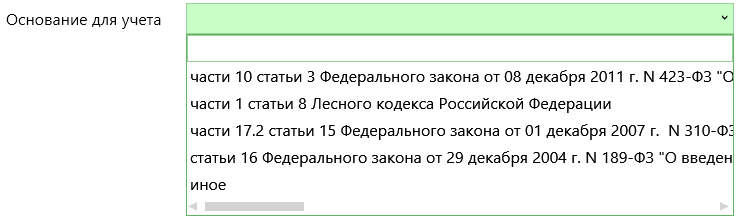 Основание для учета
части 10 статьи 3 Федерального закона от 08 декабря 2011 г. N 423-ФЗ "О
части 1 статьи 8 Лесного кодекса Российской Федерации
части 17.2 статьи 15 Федерального закона от 01 декабря 2007 г. N 310-ФЗ
статьи 16 Федерального закона от 29 декабря 2004 г. N 189-ФЗ "О введен
иное